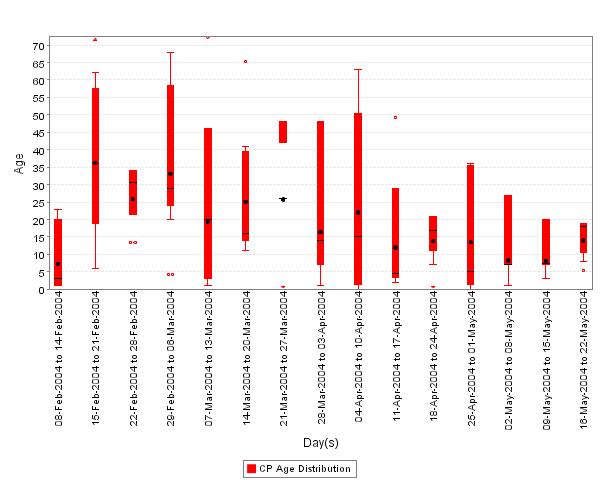 70
65
60
55
50
45
40
35
30
25
20
15
10
5
0
Age
08-Feb-2004 to 14-Feb-2004
15-Feb-2004 to 21-Feb-2004
22-Feb-2004 to 28-Feb-2004
29-Feb-2004 to 06-Mar-2004
07-Mar-2004 to 13-Mar-2004
14-Mar-2004 to 20-Mar-2004
21-Mar-2004 to 27-Mar-2004
28-Mar-2004 to 03-Apr-2004
04-Apr-2004 to 10-Apr-2004
11-Apr-2004 to 17-Apr-2004
18-Apr-2004 to 24-Apr-2004
25-Apr-2004 to 01-May-2004
02-May-2004 to 08-May-2004
09-May-2004 to 15-May-2004
16-May-2004 to 22-May-2004
Day(s)
CP Age Distribution